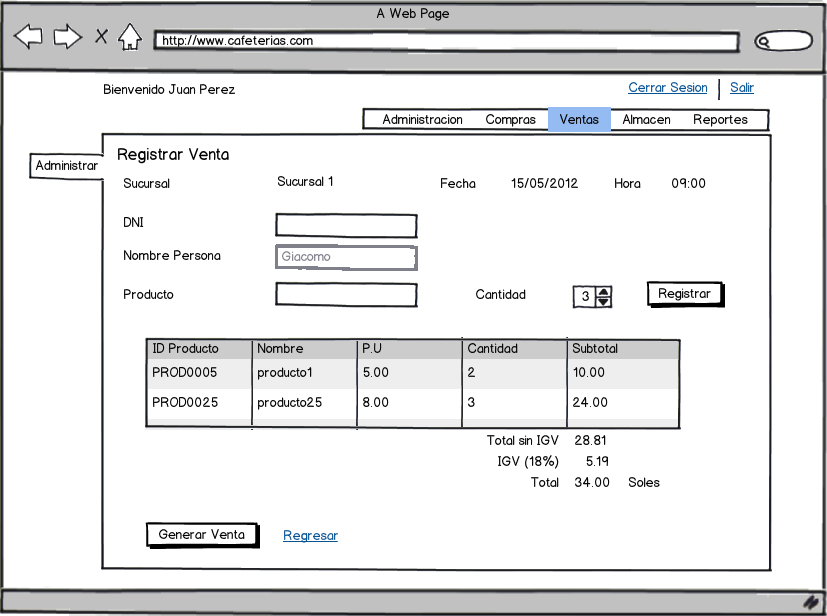 A Web Page
http://www.cafeterias.com
Bienvenido Juan Perez
Cerrar Sesion Salir
Administracion Compras Ventas Almacen Reportes
Administrar
Registrar Venta
Sucursal Sucursal 1 Fecha 15/05/2012 Hora 09:00
DNI
Nombre Persona Giacomo
Producto Cantidad 3 Registrar
ID Producto Nombre P.U Cantidad Subtotal
PROD0005 producto1 5.00 2 10.00
PROD0025 producto25 8.00 3 24.00
Total sin IGV 28.81
IGV (18%) 5.19
Total 34.00 Soles
Generar Venta Regresar